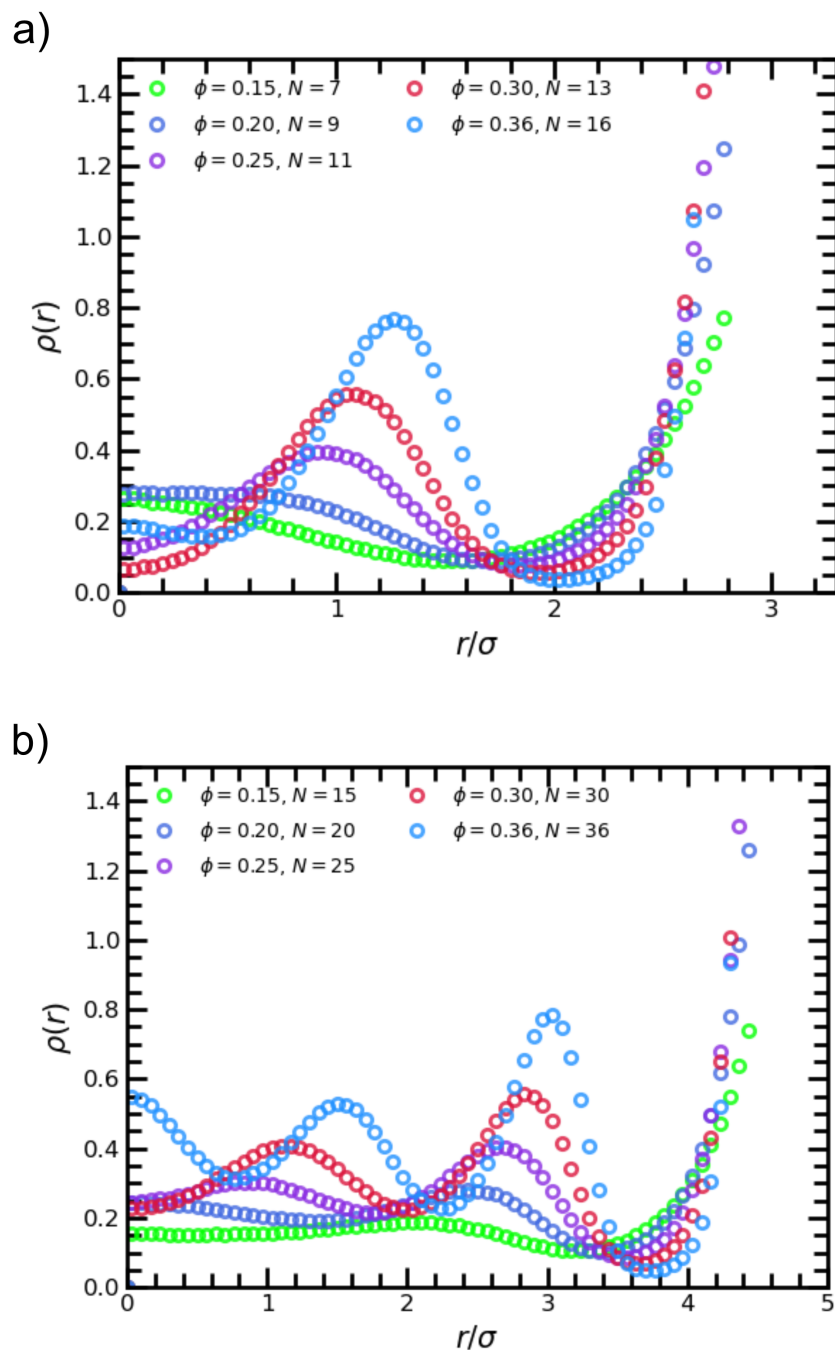 a)
ϕ = 0.15, N = 7 ϕ = 0.30, N = 13
ϕ = 0.20, N = 9 ϕ = 0.36, N = 16
ϕ = 0.25, N = 11
1.4
1.2
1.0
0.8
0.6
0.4
0.2
0.0
ρ(r)
0 1 2 3
r/σ
b)
ϕ = 0.15, N = 15 ϕ = 0.30, N = 30
ϕ = 0.20, N = 20 ϕ = 0.36, N = 36
ϕ = 0.25, N = 25
1.4
1.2
1.0
0.8
0.6
0.4
0.2
0.0
ρ(r)
0 1 2 3 4 5
r/σ